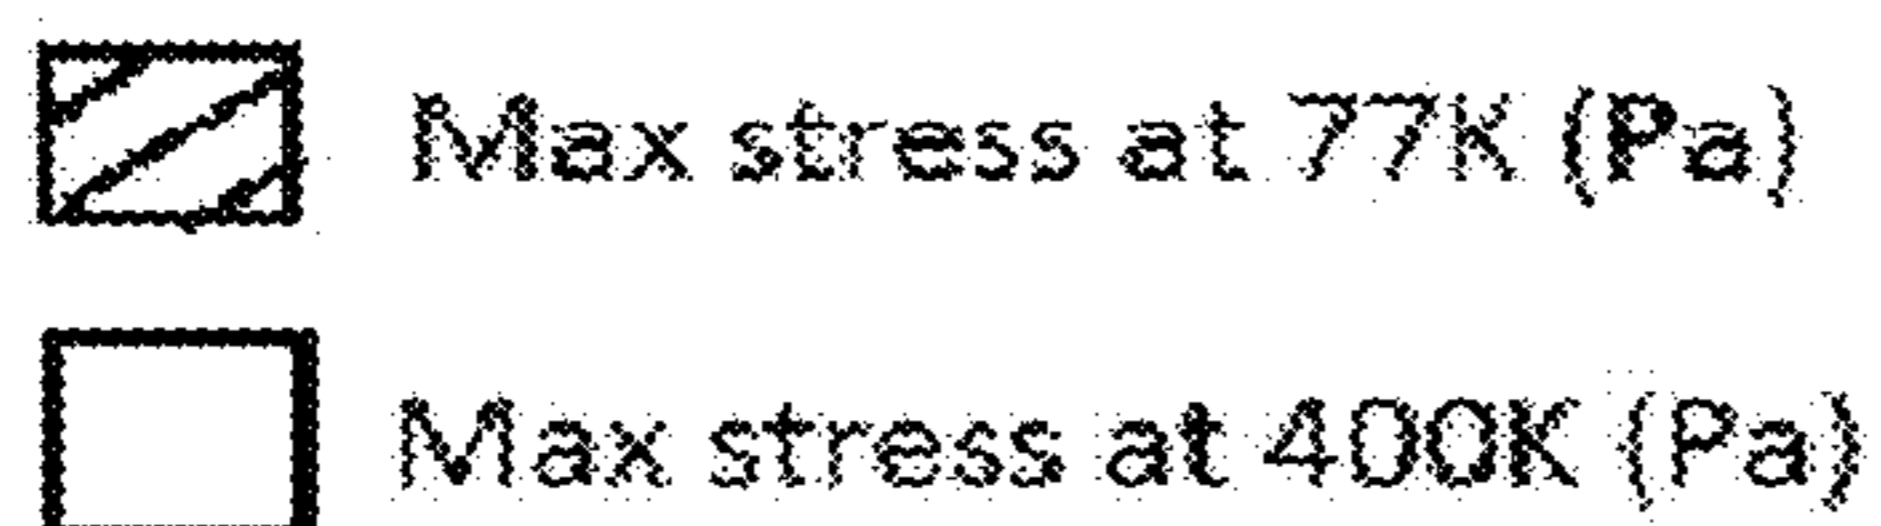 Max stress at 77K (Pa)
Max stress at 400K (Pa)